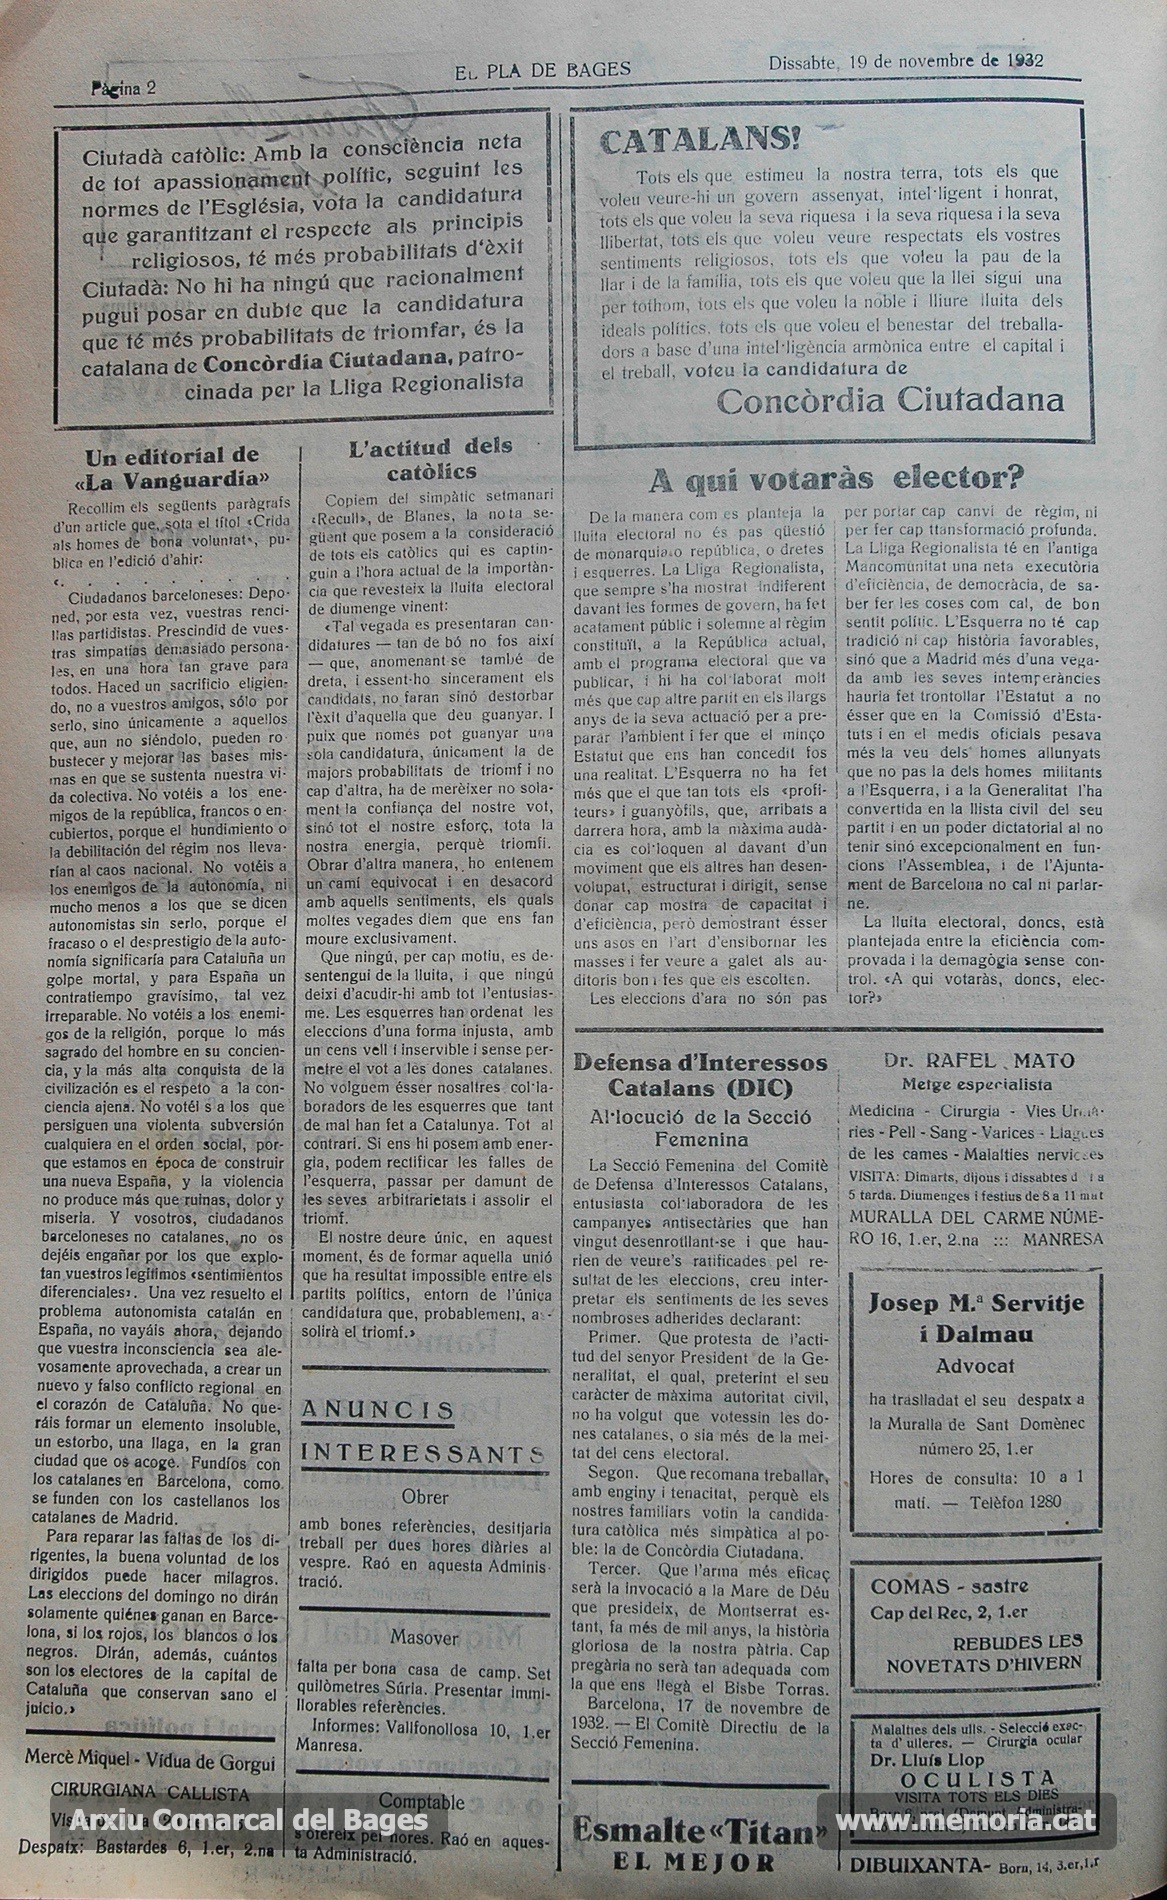 Pàgina 2
EL PLA DE BAGES
Dissabte, 19 de novembre de 1932
Ciutadà catòlic: Amb la consciència neta
de tot apassionament polític, seguint les
normes de l'Església, vota la candidatura
que garantitzant el respecte als principis
religiosos, té més probabilitats d'èxit
Ciutadà: No hi ha ningú que racionalment
pugui posar en dubte que la candidatura
que té més probabilitats de triomfar, és la
catalana de Concòrdia Ciutadana, patro-
cinada per la Lliga Regionalista
CATALANS!
Tots els que estimeu la nostra terra, tots els que
voleu veure-hi un govern assenyat, intel·ligent i honrat,
tots els que voleu la seva riquesa i la seva riquesa i la seva
llibertat, tots els que voleu veure respectats els vostres
sentiments religiosos, tots els que voleu la pau de la
llar i de la família, tots els que voleu que la llei sigui una
per tothom, tots els que voleu la noble i lliure lluita dels
ideals polítics, tots els que voleu el benestar del treballa-
dors a base d'una intel·ligència armònica entre el capital i
el treball, voteu la candidatura de
Concòrdia Ciutadana
Un editorial de
«La Vanguardia»
Recollim els següents paràgrafs
d'un article que, sota el títol «Crida
als homes de bona voluntat», pu-
blica en l'edició d'ahir:
«. . . . . . . . . . .
Ciudadanos barceloneses: Depo-
ned, por esta vez, vuestras renci-
llas partidistas. Prescindid de vues-
tras simpatías demasiado persona-
les, en una hora tan grave para
todos. Haced un sacrificio eligien-
do, no a vuestros amigos, sólo por
serlo, sino únicamente a aquellos
que, aun no siéndolo, pueden ro-
bustecer y mejorar las bases mis-
mas en que se sustenta nuestra vi-
da colectiva. No votéis a los ene-
migos de la república, francos o en-
cubiertos, porque el hundimiento o
la debilitación del régim nos lleva-
rían al caos nacional. No votéis a
los enemigos de la autonomía, ni
mucho menos a los que se dicen
autonomistas sin serlo, porque el
fracaso o el desprestigio de la auto-
nomía significaría para Cataluña un
golpe mortal, y para España un
contratiempo gravísimo, tal vez
irreparable. No votéis a los enemi-
gos de la religión, porque lo más
sagrado del hombre en su concien-
cia, y la más alta conquista de la
civilización es el respeto a la con-
ciencia ajena. No votéi s a los que
persiguen una violenta subversión
cualquiera en el orden social, por-
que estamos en época de construir
una nueva España, y la violencia
no produce más que ruinas, dolor y
miseria. Y vosotros, ciudadanos
barceloneses no catalanes, no os
dejéis engañar por los que explo-
tan vuestros legítimos «sentimientos
diferenciales». Una vez resuelto el
problema autonomista catalán en
España, no vayáis ahora, dejando
que vuestra inconsciencia sea ale-
vosamente aprovechada, a crear un
nuevo y falso conflicto regional en
el corazón de Cataluña. No que-
ráis formar un elemento insoluble,
un estorbo, una llaga, en la gran
ciudad que os acoge. Fundíos con
los catalanes en Barcelona, como
se funden con los castellanos los
catalanes de Madrid.
Para reparar las faltas de los di-
rigentes, la buena voluntad de los
dirigidos puede hacer milagros.
Las elecciones del domingo no dirán
solamente quiénes ganan en Barce-
lona, si los rojos, los blancos o los
negros. Dirán, además, cuántos
son los electores de la capital de
Cataluña que conservan sano el
juicio.»
Mercè Miquel - Vídua de Gorgui
CIRURGIANA CALLISTA
Despatx: Bastardes 6, 1.er, 2.na
L'actitud dels
catòlics
Copiem del simpàtic setmanari
«Recull», de Blanes, la nota se-
güent que posem a la consideració
de tots els catòlics qui es captin-
guin a l'hora actual de la importàn-
cia que revesteix la lluita electoral
de diumenge vinent:
«Tal vegada es presentaran can-
didatures — tan de bó no fos així
— que, anomenant se també de
dreta, i essent-ho sincerament els
candidats, no faran sinó destorbar
l'èxit d'aquella que deu guanyar. I
puix que només pot guanyar una
sola candidatura, únicament la de
majors probabilitats de triomf i no
cap d'altra, ha de merèixer no sola-
ment la confiança del nostre vot,
sinó tot el nostre esforç, tota la
nostra energia, perquè triomfi.
Obrar d'altra manera, ho entenem
un camí equivocat i en desacord
amb aquells sentiments, els quals
moltes vegades diem que ens fan
moure exclusivament.
Que ningú, per cap motiu, es de-
sentengui de la lluita, i que ningú
deixi d'acudir-hi amb tot l'entusias-
me. Les esquerres han ordenat les
eleccions d'una forma injusta, amb
un cens vell i inservible i sense per-
metre el vot a les dones catalanes.
No volguem ésser nosaltres col·la-
boradors de les esquerres que tant
de mal han fet a Catalunya. Tot al
contrari. Si ens hi posem amb ener-
gia, podem rectificar les falles de
l'esquerra, passar per damunt de
les seves arbitrarietats i assolir el
triomf.
El nostre deure únic, en aquest
moment, és de formar aquella unió
que ha resultat impossible entre els
partits polítics, entorn de l'única
candidatura que, probablement, as-
solirà el triomf.»
ANUNCIS
INTERESSANTS
Obrer
amb bones referències, desitjaria
treball per dues hores diàries al
vespre. Raó en aquesta Adminis-
tració.
Masover
falta per bona casa de camp. Set
quilòmetres Súria. Presentar immi-
llorables referències.
Informes: Vallfonollosa 10, 1.er
Manresa.
Comptable
s'ofereix pel hores. Raó en aques-
ta Administració.
A qui votaràs elector?
De la manera com es planteja la
lluita electoral no és pas qüestió
de monarquia o república, o dretes
i esquerres. La Lliga Regionalista,
que sempre s'ha mostrat indiferent
davant les formes de govern, ha fet
acatament públic i solemne al règim
constituït, a la República actual,
amb el programa electoral que va
publicar, i hi ha col·laborat molt
més que cap altre partit en els llargs
anys de la seva actuació per a pre-
parar l'ambient i fer que el minço
Estatut que ens han concedit fos
una realitat. L'Esquerra no ha fet
més que el que tan tots els «profi-
teurs» i guanyòfils, que, arribats a
darrera hora, amb la màxima audà-
cia es col·loquen al davant d'un
moviment que els altres han desen-
volupat, estructurat i dirigit, sense
donar cap mostra de capacitat i
d'eficiència, però demostrant ésser
uns asos en l'art d'ensibornar les
masses i fer veure a galet als au-
ditoris bon i fes que els escolten.
Les eleccions d'ara no són pas
per portar cap canvi de règim, ni
per fer cap ttansformació profunda.
La Lliga Regionalista té en l'antiga
Mancomunitat una neta executòria
d'eficiència, de democràcia, de sa-
ber fer les coses com cal, de bon
sentit polític. L'Esquerra no té cap
tradició ni cap història favorables,
sinó que a Madrid més d'una vega-
da amb les seves intemperàncies
hauria fet trontollar l'Estatut a no
ésser que en la Comissió d'Esta-
tuts i en el medis oficials pesava
més la veu dels homes allunyats
que no pas la dels homes militants
a l'Esquerra, i a la Generalitat l'ha
convertida en la llista civil del seu
partit i en un poder dictatorial al no
tenir sinó excepcionalment en fun-
cions l'Assemblea, i de l'Ajunta-
ment de Barcelona no cal ni parlar-
ne.
La lluita electoral, doncs, està
plantejada entre la eficiència com-
provada i la demagògia sense con-
trol. «A qui votaràs, doncs, elec-
tor?»
Defensa d'Interessos
Catalans (DIC)
Al·locució de la Secció
Femenina
La Secció Femenina del Comitè
de Defensa d'Interessos Catalans,
entusiasta col·laboradora de les
campanyes antisectàries que han
vingut desenrotllant-se i que hau-
rien de veure's ratificades pel re-
sultat de les eleccions, creu inter-
pretar els sentiments de les seves
nombroses adherides declarant:
Primer. Que protesta de l'acti-
tud del senyor President de la Ge-
neralitat, el qual, preterint el seu
caràcter de màxima autoritat civil,
no ha volgut que votessin les do-
nes catalanes, o sia més de la mei-
tat del cens electoral.
Segon. Que recomana treballar,
amb enginy i tenacitat, perquè els
nostres familiars votin la candida-
tura catòlica més simpàtica al po-
ble: la de Concòrdia Ciutadana.
Tercer. Que l'arma més eficaç
serà la invocació a la Mare de Déu
que presideix, de Montserrat es-
tant, fa més de mil anys, la història
gloriosa de la nostra pàtria. Cap
pregària no serà tan adequada com
la que ens llegà el Bisbe Torras.
Barcelona, 17 de novembre de
1932. — El Comitè Directiu de la
Secció Femenina.
Esmalte «Titan»
EL MEJOR
Dr. RAFEL MATO
Metge especialista
Medicina - Cirurgia - Vies Urinà-
ries - Pell - Sang - Varices - Llagues
de les cames - Malalties nervioses
VISITA: Dimarts, dijous i dissabtes d 1 a
5 tarda. Diumenges i festius de 8 a 11 mat
MURALLA DEL CARME NÚME-
RO 16, 1.er, 2.na ::: MANRESA
Josep M.ª Servitje
i Dalmau
Advocat
ha traslladat el seu despatx a
la Muralla de Sant Domènec
número 25, 1.er
Hores de consulta: 10 a 1
matí. — Telèfon 1280
COMAS - sastre
Cap del Rec, 2, 1.er
REBUDES LES
NOVETATS D'HIVERN
Malalties dels ulls. - Selecció exac-
ta d'ulleres. — Cirurgia ocular
Dr. Lluís Llop
OCULISTA
VISITA TOTS ELS DIES
DIBUIXANTA- Born, 14, 3.er, 1.ª
Arxiu Comarcal del Bages
www.memoria.cat